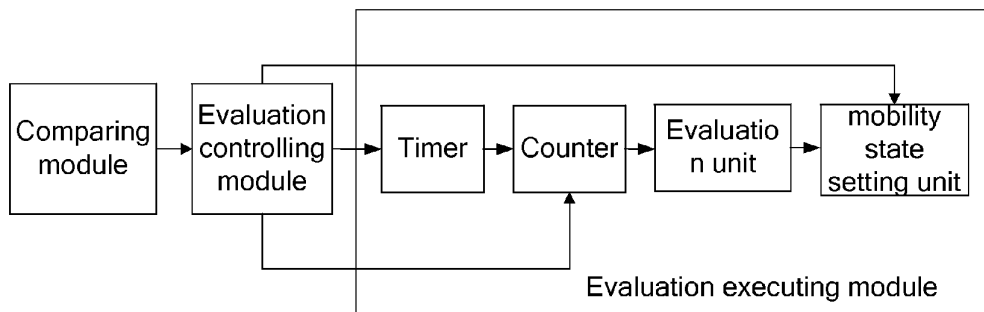 Comparing
module
Evaluation
controlling
module
Timer
Counter
Evaluatio
n unit
mobility
state
setting unit
Evaluation executing module